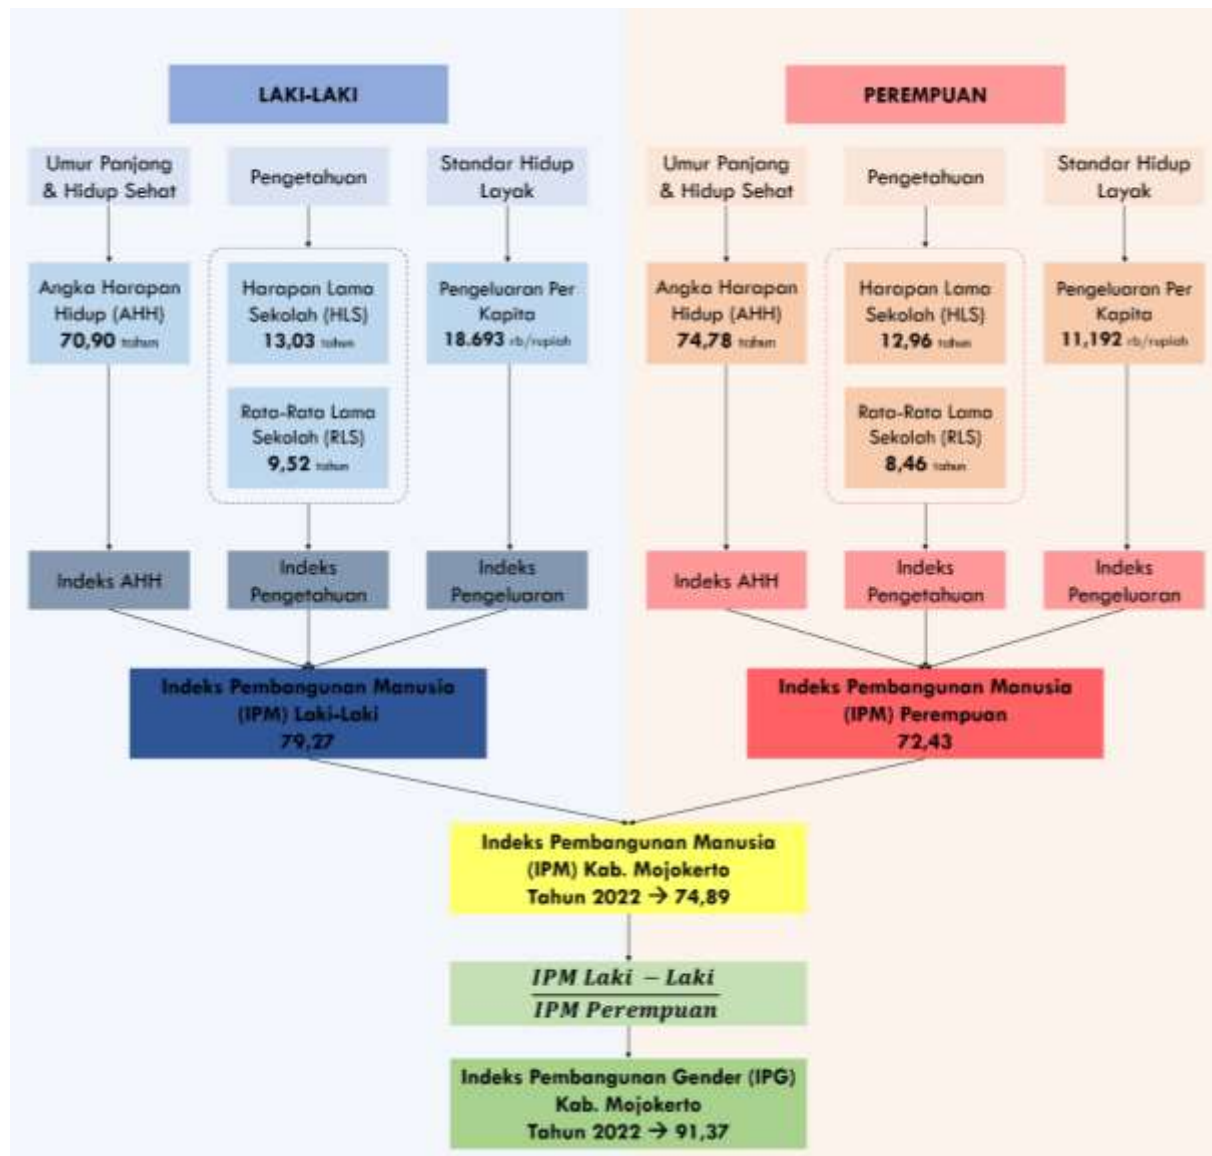 LAKI-LAKI
Umur Panjang
& Hidup Sehat
Pengetahuan
Standar Hidup
Layak
Angka Harapan
Hidup (AHH)
70,90 tahun
Harapan Lama
Sekolah (HLS)
13,03 tahun
Pengeluaran Per
Kapita
18.693 rb/rupiah
Rata-Rata Lama
Sekolah (RLS)
9,52 tahun
Indeks AHH
Indeks
Pengetahuan
Indeks
Pengeluaran
Indeks Pembangunan Manusia
(IPM) Laki-Laki
79,27
PEREMPUAN
Umur Panjang
& Hidup Sehat
Pengetahuan
Standar Hidup
Layak
Angka Harapan
Hidup (AHH)
74,78 tahun
Harapan Lama
Sekolah (HLS)
12,96 tahun
Pengeluaran Per
Kapita
11,192 rb/rupiah
Rata-Rata Lama
Sekolah (RLS)
8,46 tahun
Indeks AHH
Indeks
Pengetahuan
Indeks
Pengeluaran
Indeks Pembangunan Manusia
(IPM) Perempuan
72,43
Indeks Pembangunan Manusia
(IPM) Kab. Mojokerto
Tahun 2022 → 74,89
IPM Laki – Laki
IPM Perempuan
Indeks Pembangunan Gender (IPG)
Kab. Mojokerto
Tahun 2022 → 91,37